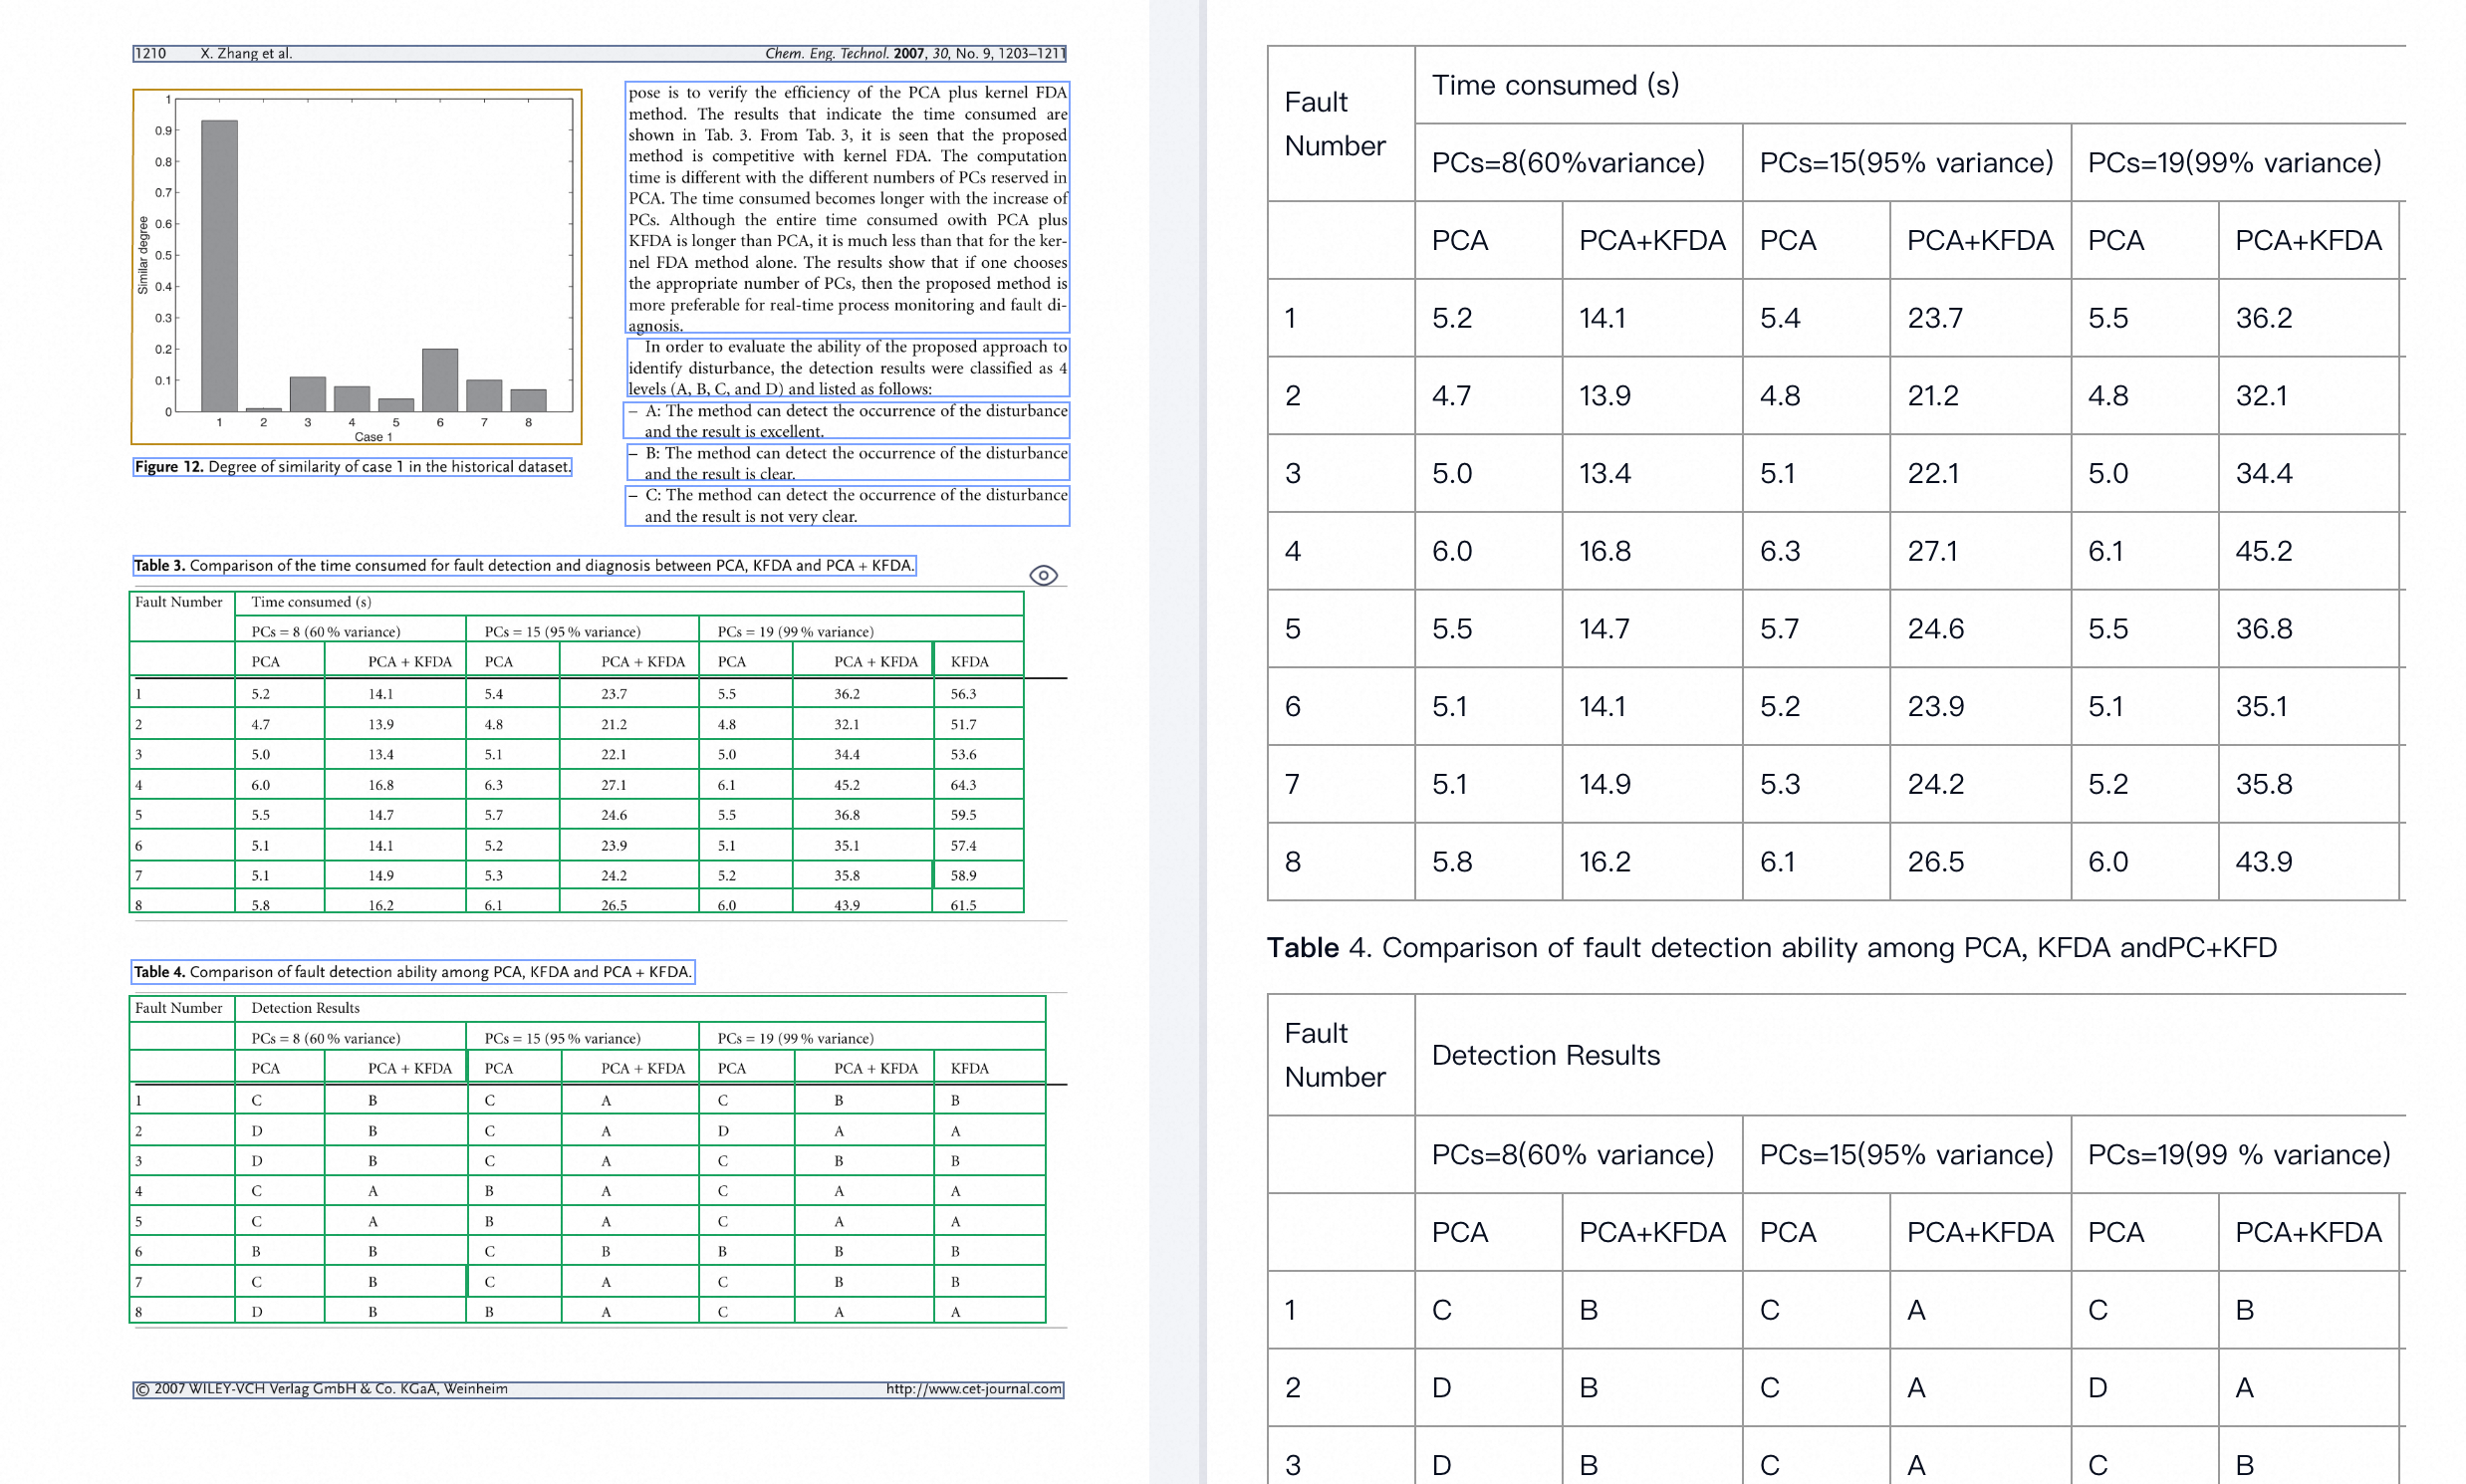 1210 X. Zhang et al. Chem. Eng. Technol. 2007, 30, No. 9, 1203–1211
1
0.9
0.8
0.7
0.6
0.5
0.4
0.3
0.2
0.1
0
Similar degree
1 2 3 4 5 6 7 8
Case 1
Figure 12. Degree of similarity of case 1 in the historical dataset.
pose is to verify the efficiency of the PCA plus kernel FDA
method. The results that indicate the time consumed are
shown in Tab. 3. From Tab. 3, it is seen that the proposed
method is competitive with kernel FDA. The computation
time is different with the different numbers of PCs reserved in
PCA. The time consumed becomes longer with the increase of
PCs. Although the entire time consumed owith PCA plus
KFDA is longer than PCA, it is much less than that for the ker-
nel FDA method alone. The results show that if one chooses
the appropriate number of PCs, then the proposed method is
more preferable for real-time process monitoring and fault di-
agnosis.
In order to evaluate the ability of the proposed approach to
identify disturbance, the detection results were classified as 4
levels (A, B, C, and D) and listed as follows:
– A: The method can detect the occurrence of the disturbance
and the result is excellent.
– B: The method can detect the occurrence of the disturbance
and the result is clear.
– C: The method can detect the occurrence of the disturbance
and the result is not very clear.
Table 3. Comparison of the time consumed for fault detection and diagnosis between PCA, KFDA and PCA + KFDA.
Fault Number Time consumed (s)
PCs = 8 (60 % variance) PCs = 15 (95 % variance) PCs = 19 (99 % variance)
PCA PCA + KFDA PCA PCA + KFDA PCA PCA + KFDA KFDA
1 5.2 14.1 5.4 23.7 5.5 36.2 56.3
2 4.7 13.9 4.8 21.2 4.8 32.1 51.7
3 5.0 13.4 5.1 22.1 5.0 34.4 53.6
4 6.0 16.8 6.3 27.1 6.1 45.2 64.3
5 5.5 14.7 5.7 24.6 5.5 36.8 59.5
6 5.1 14.1 5.2 23.9 5.1 35.1 57.4
7 5.1 14.9 5.3 24.2 5.2 35.8 58.9
8 5.8 16.2 6.1 26.5 6.0 43.9 61.5
Table 4. Comparison of fault detection ability among PCA, KFDA and PCA + KFDA.
Fault Number Detection Results
PCs = 8 (60 % variance) PCs = 15 (95 % variance) PCs = 19 (99 % variance)
PCA PCA + KFDA PCA PCA + KFDA PCA PCA + KFDA KFDA
1 C B C A C B B
2 D B C A D A A
3 D B C A C B B
4 C A B A C A A
5 C A B A C A A
6 B B C B B B B
7 C B C A C B B
8 D B B A C A A
© 2007 WILEY-VCH Verlag GmbH & Co. KGaA, Weinheim http://www.cet-journal.com
Fault
Number
Time consumed (s)
PCs=8(60%variance) PCs=15(95% variance) PCs=19(99% variance)
PCA PCA+KFDA PCA PCA+KFDA PCA PCA+KFDA
1 5.2 14.1 5.4 23.7 5.5 36.2
2 4.7 13.9 4.8 21.2 4.8 32.1
3 5.0 13.4 5.1 22.1 5.0 34.4
4 6.0 16.8 6.3 27.1 6.1 45.2
5 5.5 14.7 5.7 24.6 5.5 36.8
6 5.1 14.1 5.2 23.9 5.1 35.1
7 5.1 14.9 5.3 24.2 5.2 35.8
8 5.8 16.2 6.1 26.5 6.0 43.9
Table 4. Comparison of fault detection ability among PCA, KFDA andPC+KFD
Fault
Number
Detection Results
PCs=8(60% variance) PCs=15(95% variance) PCs=19(99 % variance)
PCA PCA+KFDA PCA PCA+KFDA PCA PCA+KFDA
1 C B C A C B
2 D B C A D A
3 D B C A C B